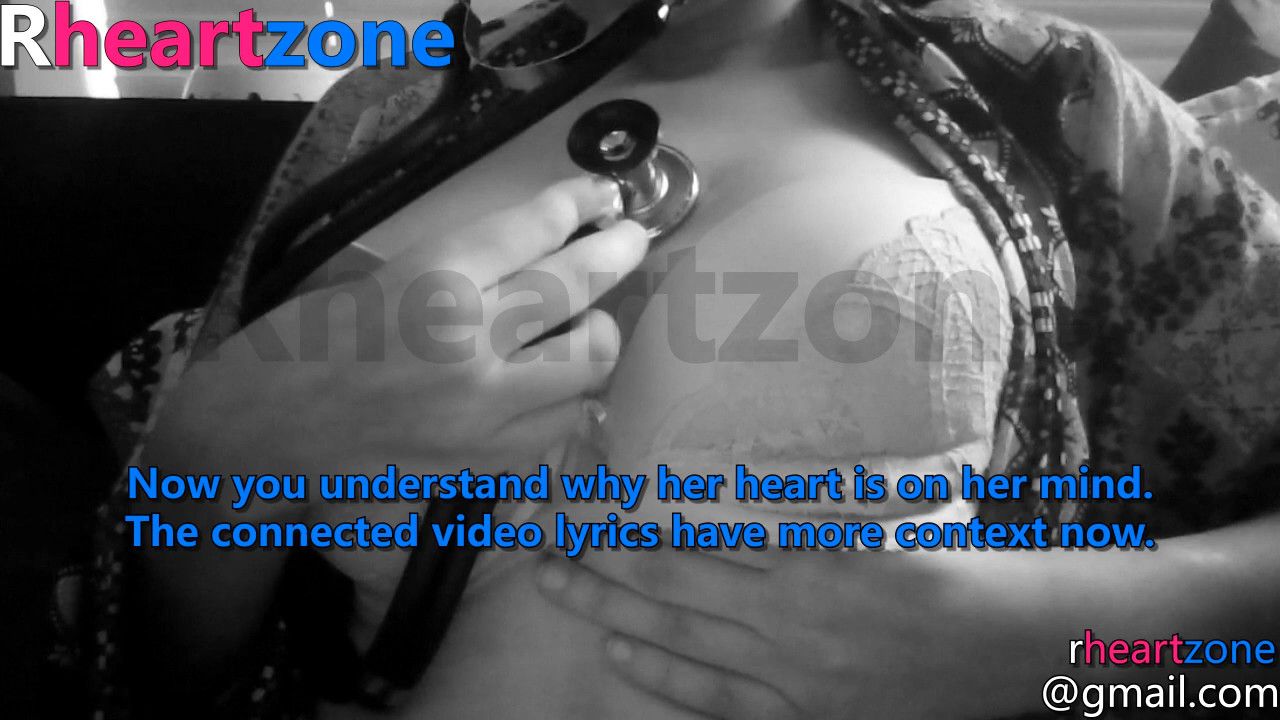 Rheartzone
Rheartzone
Now you understand why her heart is on her mind.
The connected video lyrics have more context now.
rheartzone
@gmail.com